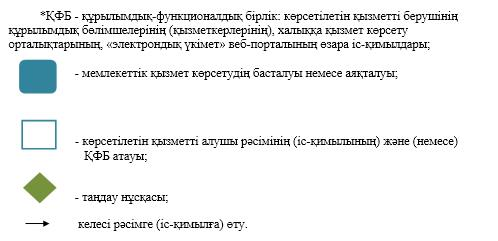 *ҚФБ - құрылымдық-функционалдық бірлік: көрсетілетін қызметті берушінің
құрылымдық бөлімшелерінің (қызметкерлерінің), халыққа қызмет көрсету
орталықтарының, «электрондық үкімет» веб-порталының өзара іс-қимылдары;
- мемлекеттік қызмет көрсетудің басталуы немесе аяқталуы;
- көрсетілетін қызметті алушы рәсімінің (іс-қимылының) және (немесе)
ҚФБ атауы;
- таңдау нұсқасы;
келесі рәсімге (іс-қимылға) өту.